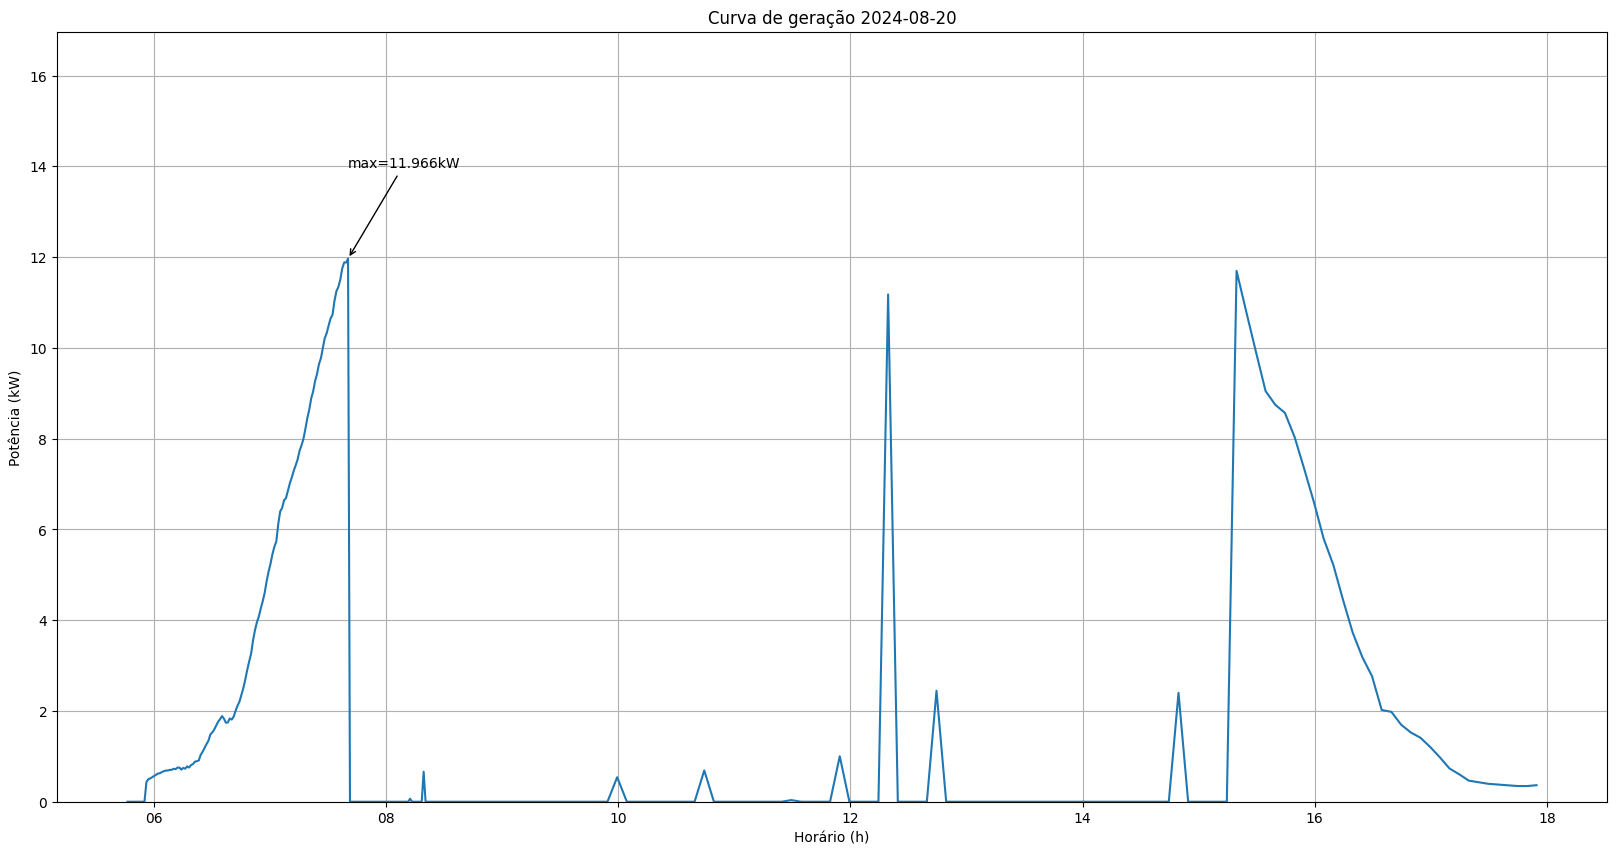 Curva de geração 2024-08-20
16
14
12
10
8
6
4
2
0
max=11.966kW
Potência (kW)
06 08 10 12 14 16 18
Horário (h)